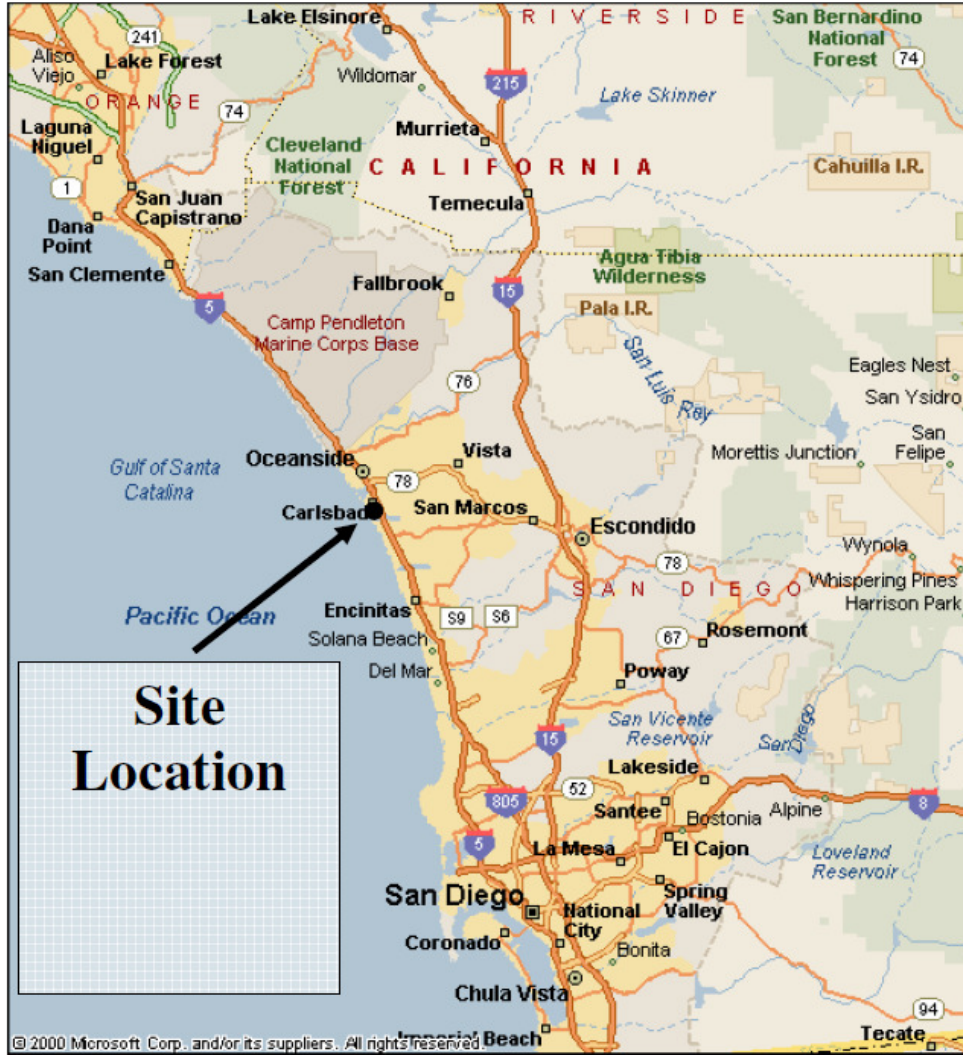 Lake Elsinore
R I V E R S I D E
San Bernardino
National
Forest
241
Aliso
Viejo
Lake Forest
Wildomar
215
74
O R A N G E
74
Lake Skinner
Laguna
Niguel
Murrieta
Cleveland
National
Forest
C A L I F O R N I A
Cahuilla I.R.
1
San Juan
Capistrano
Temecula
Dana
Point
San Clemente
Agua Tibia
Wilderness
Fallbrook
15
5
Pala I.R.
Camp Pendleton
Marine Corps Base
San Luis Rey
Eagles Nest
76
San Ysidro
Vista
San
Felipe
Oceanside
Morettis Junction
Gulf of Santa
Catalina
78
Carlsbad
San Marcos
Escondido
Wynola
78
Whispering Pines
Harrison Park
S A N D I E G O
Pacific Ocean
Encinitas
S9
S6
Solana Beach
67
Rosemont
Del Mar
Poway
Site
Location
San Vicente
Reservoir
San Diego
15
Lakeside
52
805
Santee
Alpine
8
Bostonia
5
La Mesa
El Cajon
Loveland
Reservoir
San Diego
Spring
Valley
National
City
Coronado
Bonita
Chula Vista
94
Imperial Beach
Tecate
© 2000 Microsoft Corp. and/or its suppliers. All rights reserved.